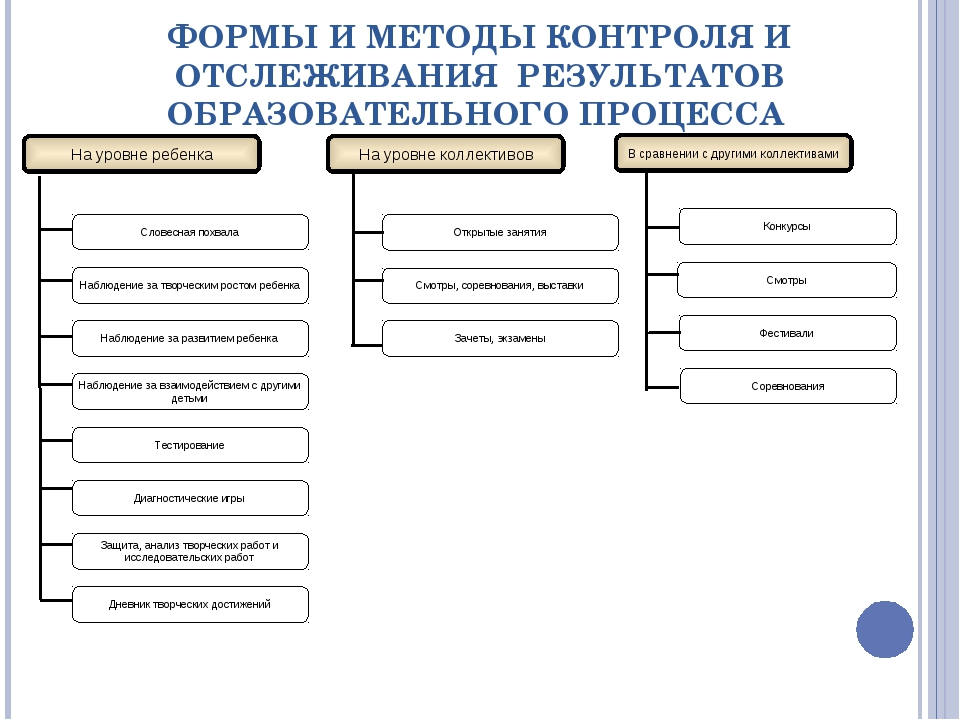 ФОРМЫ И МЕТОДЫ КОНТРОЛЯ И
ОТСЛЕЖИВАНИЯ РЕЗУЛЬТАТОВ
ОБРАЗОВАТЕЛЬНОГО ПРОЦЕССА
На уровне ребенка
Словесная похвала
Наблюдение за творческим ростом ребенка
Наблюдение за развитием ребенка
Наблюдение за взаимодействием с другими
детьми
Тестирование
Диагностические игры
Защита, анализ творческих работ и
исследовательских работ
Дневник творческих достижений
На уровне коллективов
Открытые занятия
Смотры, соревнования, выставки
Зачеты, экзамены
В сравнении с другими коллективами
Конкурсы
Смотры
Фестивали
Соревнования